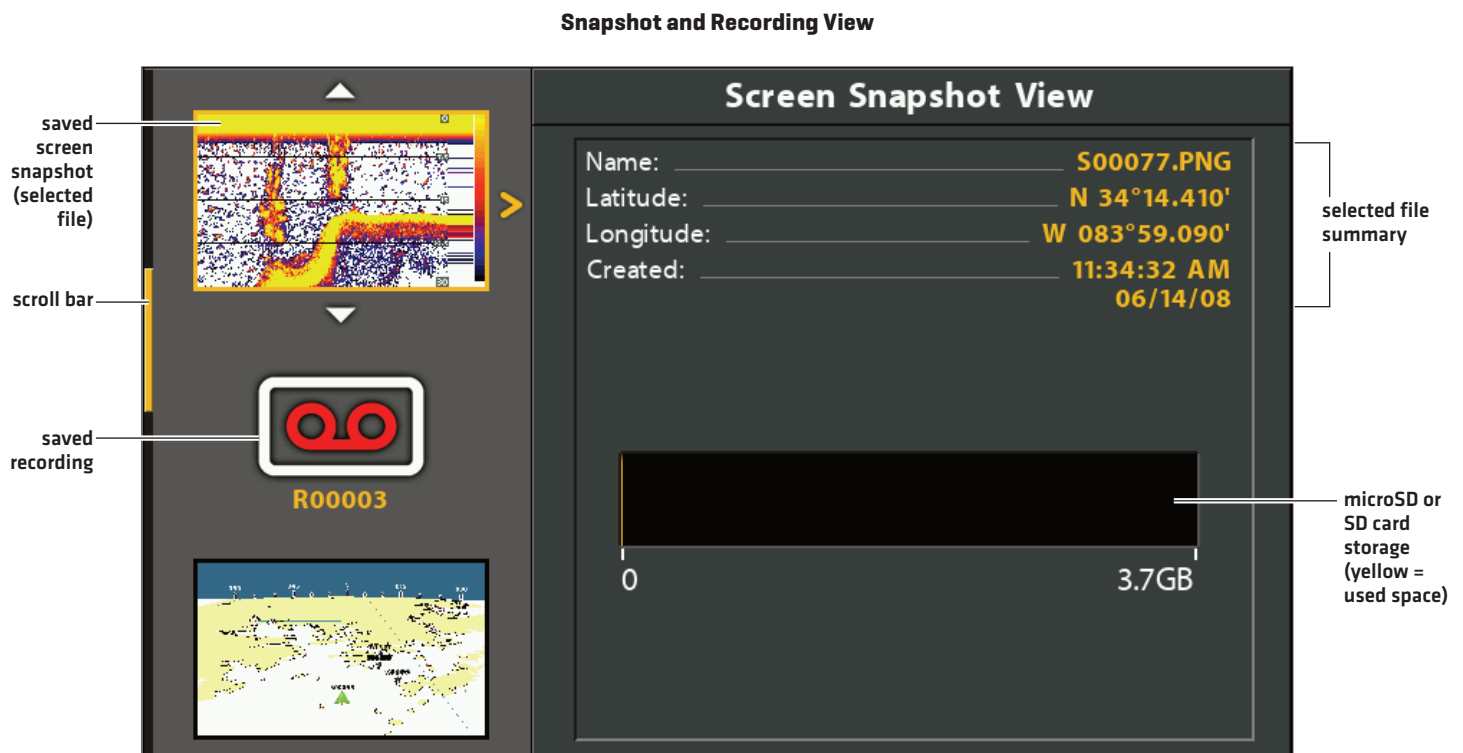 Snapshot and Recording View
saved
screen
snapshot
(selected
file)
scroll bar
saved
recording
0
R00003
Screen Snapshot View
Name: S00077.PNG
Latitude: N 34°14.410'
Longitude: W 083°59.090'
Created: 11:34:32 AM
06/14/08
0
3.7GB
selected file
summary
microSD or
SD card
storage
(yellow =
used space)